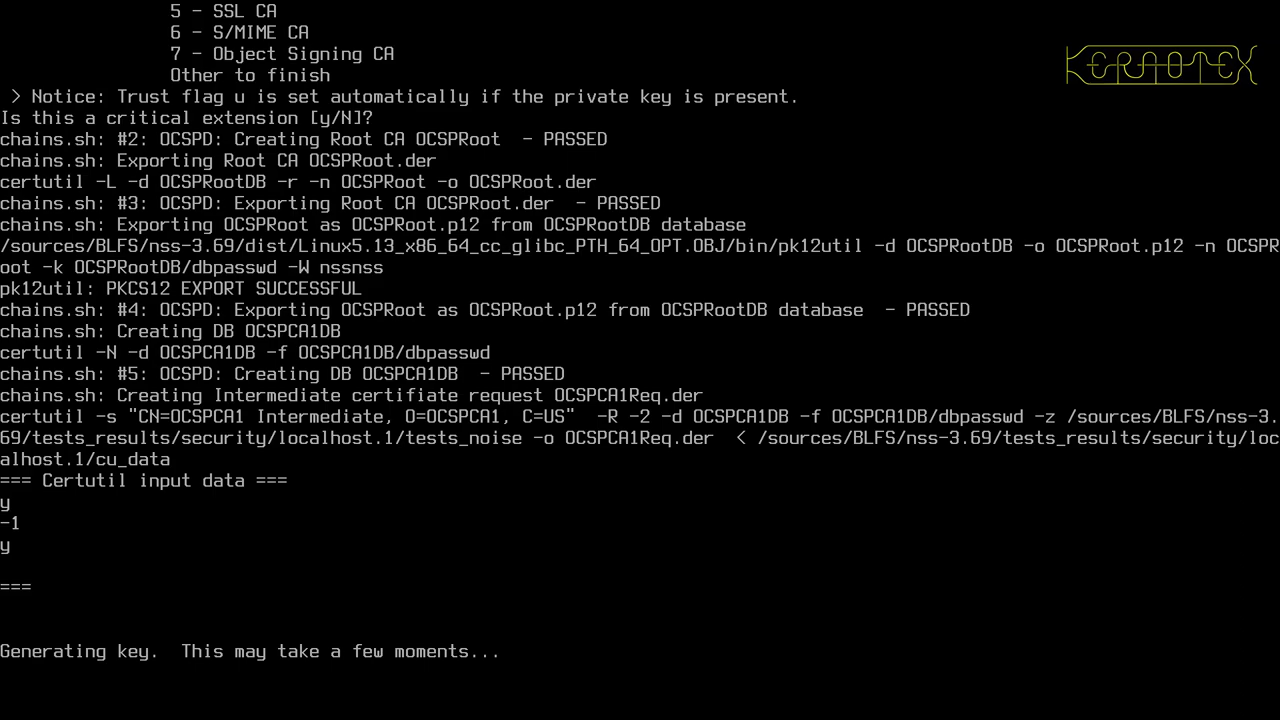 5 - SSL CA
6 - S/MIME CA
7 - Object Signing CA
Other to finish
KERNOTEX
> Notice: Trust flag u is set automatically if the private key is present.
Is this a critical extension [y/N]?
chains.sh: #2: OCSPD: Creating Root CA OCSPRoot  - PASSED
chains.sh: Exporting Root CA OCSPRoot.der
certutil -L -d OCSPRootDB -r -n OCSPRoot -o OCSPRoot.der
chains.sh: #3: OCSPD: Exporting Root CA OCSPRoot.der  - PASSED
chains.sh: Exporting OCSPRoot as OCSPRoot.p12 from OCSPRootDB database
/sources/BLFS/nss-3.69/dist/Linux5.13_x86_64_cc_glibc_PTH_64_OPT.OBJ/bin/pk12util -d OCSPRootDB -o OCSPRoot.p12 -n OCSPR
oot -k OCSPRootDB/dbpasswd -W nssnss
pk12util: PKCS12 EXPORT SUCCESSFUL
chains.sh: #4: OCSPD: Exporting OCSPRoot as OCSPRoot.p12 from OCSPRootDB database  - PASSED
chains.sh: Creating DB OCSPCA1DB
certutil -N -d OCSPCA1DB -f OCSPCA1DB/dbpasswd
chains.sh: #5: OCSPD: Creating DB OCSPCA1DB  - PASSED
chains.sh: Creating Intermediate certifiate request OCSPCA1Req.der
certutil -s "CN=OCSPCA1 Intermediate, O=OCSPCA1, C=US"  -R -2 -d OCSPCA1DB -f OCSPCA1DB/dbpasswd -z /sources/BLFS/nss-3.
69/tests_results/security/localhost.1/tests_noise -o OCSPCA1Req.der  < /sources/BLFS/nss-3.69/tests_results/security/loc
alhost.1/cu_data
=== Certutil input data ===
y
-1
y
===
Generating key.  This may take a few moments...